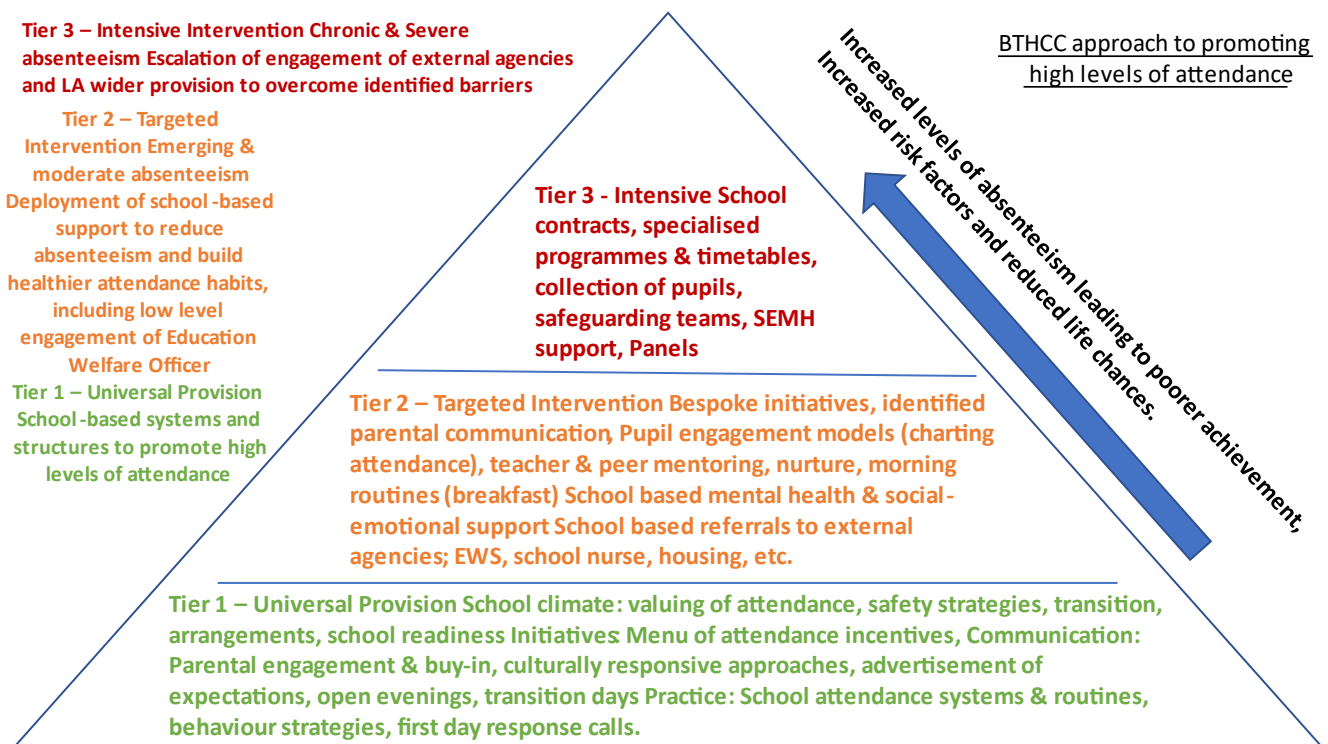 Tier 3 – Intensive Intervention Chronic & Severe
absenteeism Escalation of engagement of external agencies
and LA wider provision to overcome identified barriers
Tier 2 – Targeted
Intervention Emerging &
moderate absenteeism
Deployment of school -based
support to reduce
absenteeism and build
healthier attendance habits,
including low level
engagement of Education
Welfare Officer
Tier 1 – Universal Provision
School -based systems and
structures to promote high
levels of attendance
BTHCC approach to promoting
high levels of attendance
Increased levels of absenteeism leading to poorer achievement,
Increased risk factors and reduced life chances.
Tier 3 - Intensive School
contracts, specialised
programmes & timetables,
collection of pupils,
safeguarding teams, SEMH
support, Panels
Tier 2 – Targeted Intervention Bespoke initiatives, identified
parental communication, Pupil engagement models (charting
attendance), teacher & peer mentoring, nurture, morning
routines (breakfast) School based mental health & social-
emotional support School based referrals to external
agencies; EWS, school nurse, housing, etc.
Tier 1 – Universal Provision School climate: valuing of attendance, safety strategies, transition,
arrangements, school readiness Initiatives: Menu of attendance incentives, Communication:
Parental engagement & buy-in, culturally responsive approaches, advertisement of
expectations, open evenings, transition days Practice: School attendance systems & routines,
behaviour strategies, first day response calls.